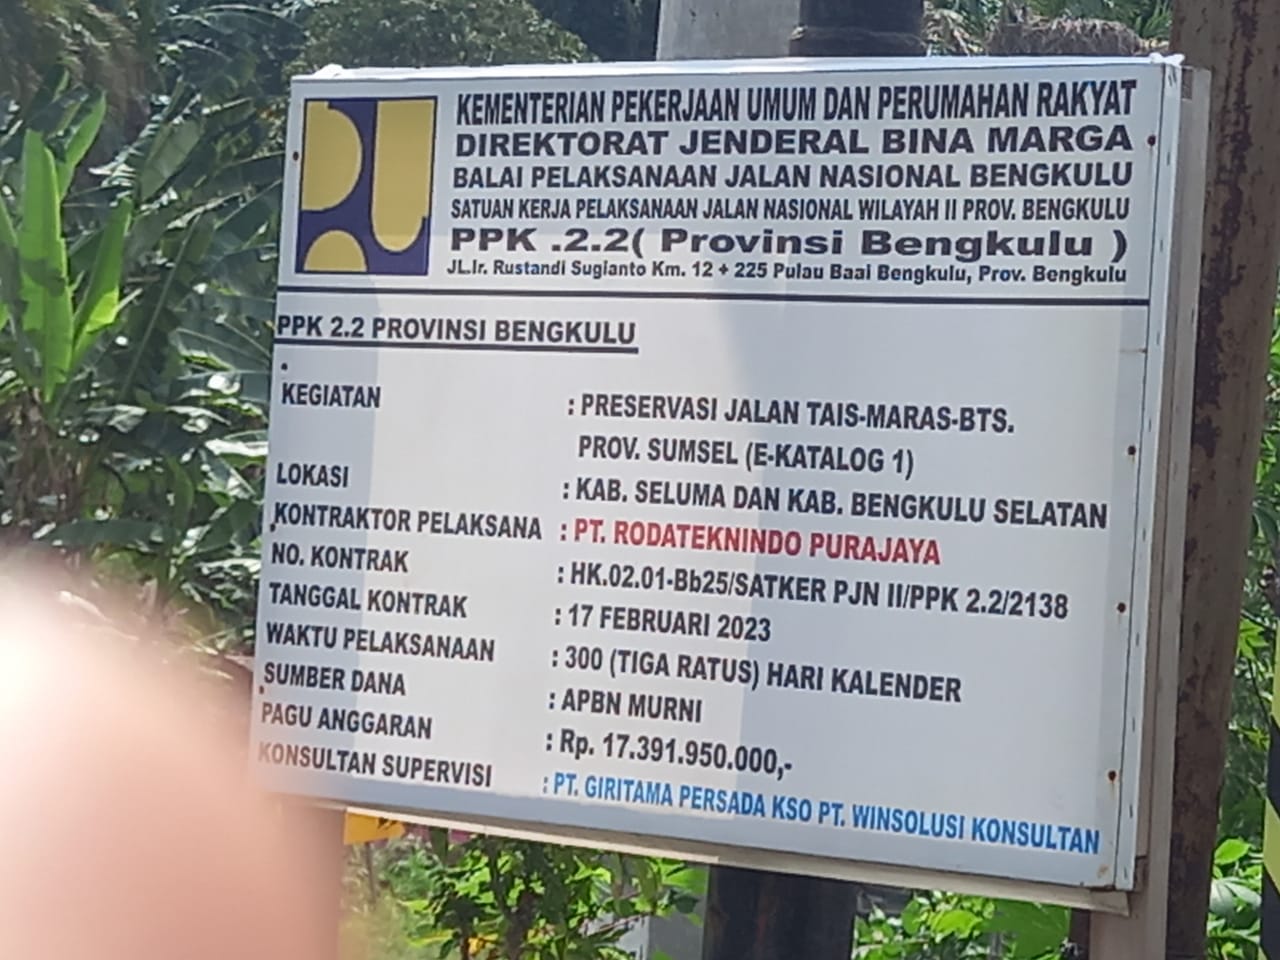 KEMENTERIAN PEKERJAAN UMUM DAN PERUMAHAN RAKYAT
DIREKTORAT JENDERAL BINA MARGA
BALAI PELAKSANAAN JALAN NASIONAL BENGKULU
SATUAN KERJA PELAKSANAAN JALAN NASIONAL WILAYAH II PROV. BENGKULU
PPK .2.2( Provinsi Bengkulu )
JL.Ir. Rustandi Sugianto Km. 12 + 225 Pulau Baai Bengkulu, Prov. Bengkulu
PPK 2.2 PROVINSI BENGKULU
KEGIATAN : PRESERVASI JALAN TAIS-MARAS-BTS.
PROV. SUMSEL (E-KATALOG 1)
LOKASI : KAB. SELUMA DAN KAB. BENGKULU SELATAN
KONTRAKTOR PELAKSANA : PT. RODATEKNINDO PURAJAYA
NO. KONTRAK : HK.02.01-Bb25/SATKER PJN II/PPK 2.2/2138
TANGGAL KONTRAK : 17 FEBRUARI 2023
WAKTU PELAKSANAAN : 300 (TIGA RATUS) HARI KALENDER
SUMBER DANA : APBN MURNI
PAGU ANGGARAN : Rp. 17.391.950.000,-
KONSULTAN SUPERVISI : PT. GIRITAMA PERSADA KSO PT. WINSOLUSI KONSULTAN